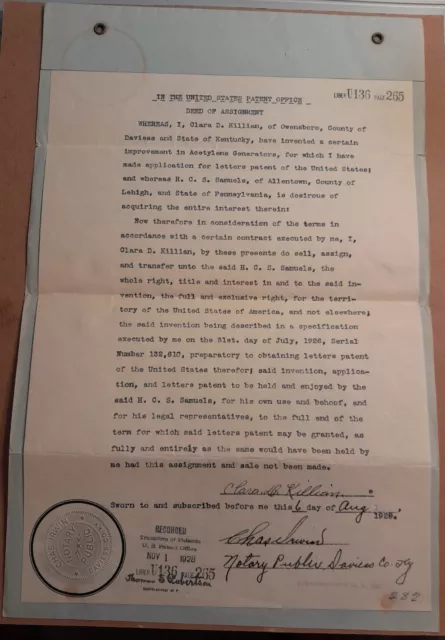 LIBER U136 PAGE 265
IN THE UNITED STATES PATENT OFFICE
DEED OF ASSIGNMENT
WHEREAS, I, Clara D. Killian, of Owensboro, County of
Daviess and State of Kentucky, have invented a certain
improvement in Acetylene Generators, for which I have
made application for letters patent of the United States;
and whereas H. C. S. Samuels, of Allentown, County of
Lehigh, and State of Pennsylvania, is desirous of
acquiring the entire interest therein:
Now therefore in consideration of the terms in
accordance with a certain contract executed by me, I,
Clara D. Killian, by these presents do sell, assign,
and transfer unto the said H. C. S. Samuels, the
whole right, title and interest in and to the said in-
vention, the full and exclusive right, for the terri-
tory of the United States of America, and not elsewhere;
the said invention being described in a specification
executed by me on the 31st. day of July, 1926, Serial
Number 132,610, preparatory to obtaining letters patent
of the United States therefor; said invention, applica-
tion, and letters patent to be held and enjoyed by the
said H. C. S. Samuels, for his own use and behoof, and
for his legal representatives, to the full end of the
term for which said letters patent may be granted, as
fully and entirely as the same would have been held by
me had this assignment and sale not been made.
Clara D. Killian
Sworn to and subscribed before me this 6 day of Aug 1928.
Notary Public Daviess Co. Ky
RECORDED
U. S. Patent Office
NOV 1 1928
LIBER U136 PAGE 265
Thomas E. Robertson
NOTARY PUBLIC
232